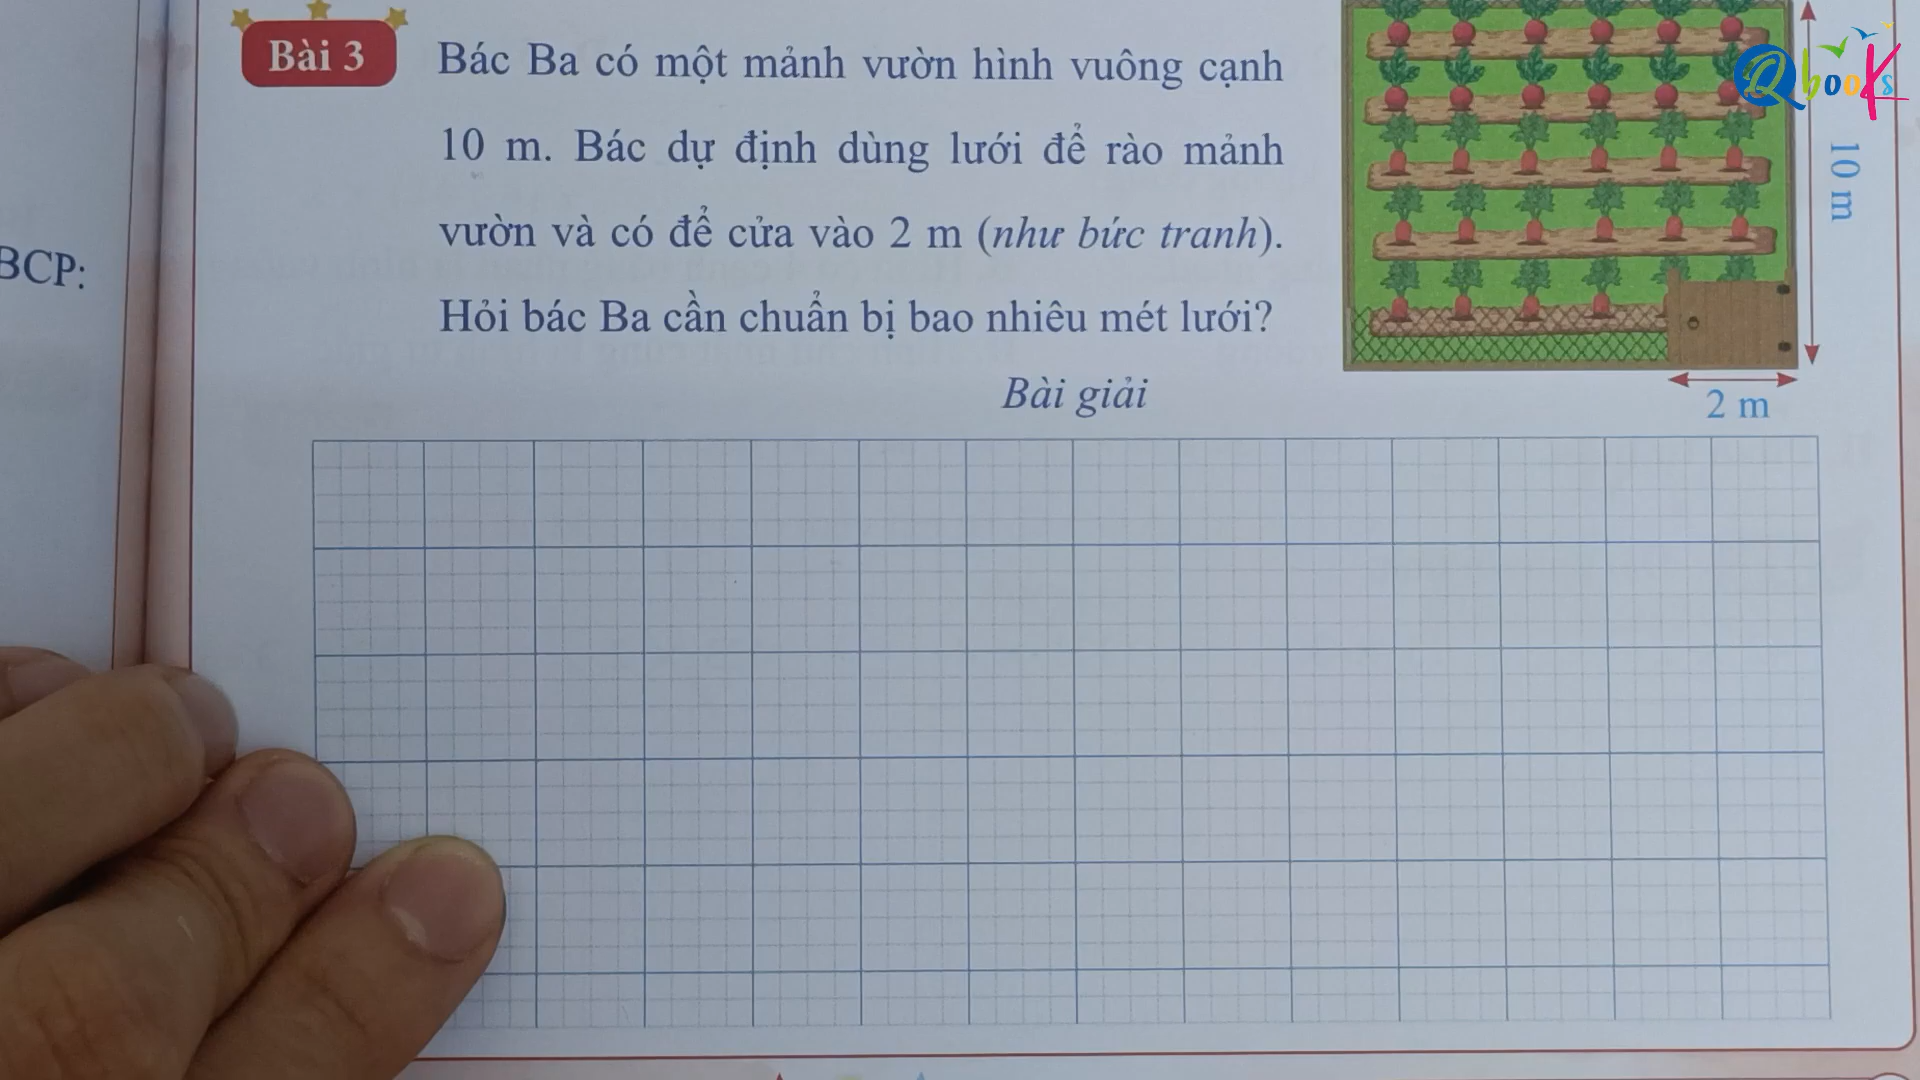 Bài 3
Bác Ba có một mảnh vườn hình vuông cạnh
10 m. Bác dự định dùng lưới để rào mảnh
vườn và có để cửa vào 2 m (như bức tranh).
Hỏi bác Ba cần chuẩn bị bao nhiêu mét lưới?
10 m
2 m
Bài giải
BCP:
Qbooks